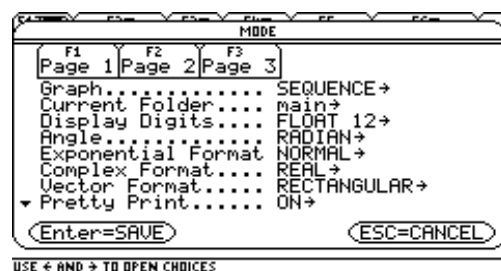 MODE
F1 F2 F3
Page 1 Page 2 Page 3
Graph............. SEQUENCE→
Current Folder.... main→
Display Digits.... FLOAT 12→
Angle............. RADIAN→
Exponential Format NORMAL→
Complex Format.... REAL→
Vector Format..... RECTANGULAR→
Pretty Print...... ON→
Enter=SAVE ESC=CANCEL
USE ← AND → TO OPEN CHOICES